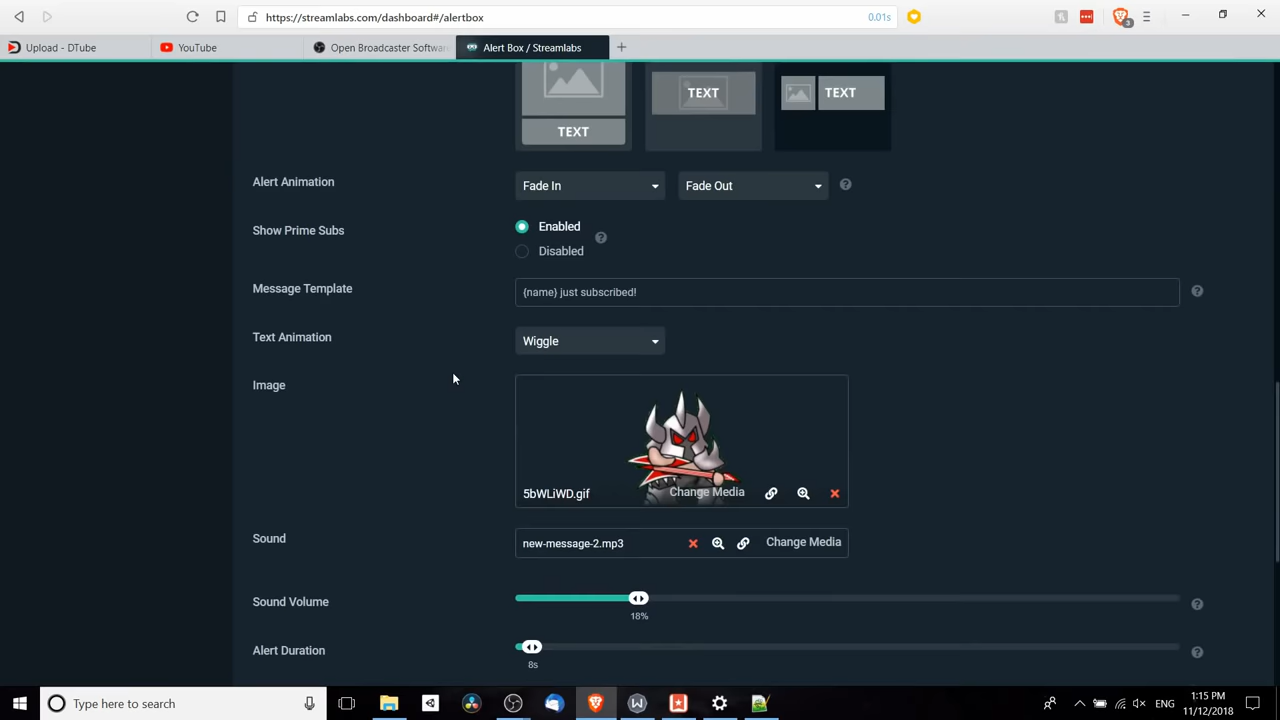 https://streamlabs.com/dashboard#/alertbox
0.01s
3
Upload - DTube
YouTube
Open Broadcaster Softwa
Alert Box / Streamlabs
TEXT
TEXT
TEXT
Alert Animation
Fade In
Fade Out
Show Prime Subs
Enabled
Disabled
Message Template
{name} just subscribed!
Text Animation
Wiggle
Image
5bWLiWD.gif
Change Media
Sound
new-message-2.mp3
Change Media
Sound Volume
18%
Alert Duration
8s
Type here to search
ENG
1:15 PM
11/12/2018